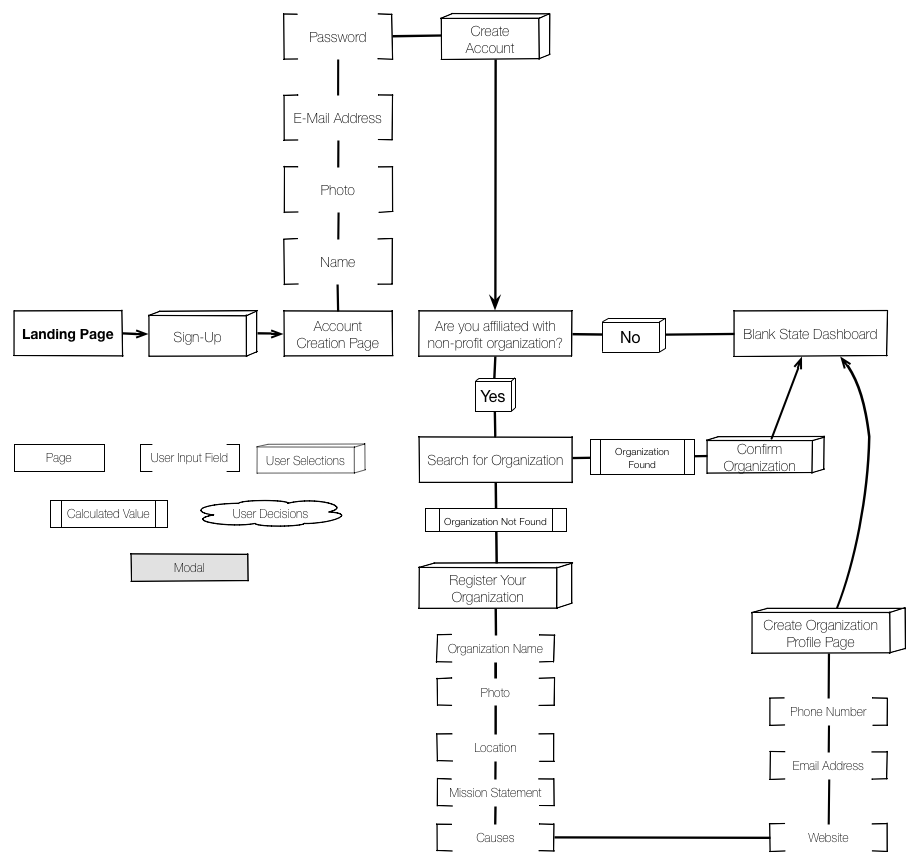 Password
Create
Account
E-Mail Address
Photo
Name
Landing Page
Sign-Up
Account
Creation Page
Are you affiliated with
non-profit organization?
No
Blank State Dashboard
Yes
Page
User Input Field
User Selections
Search for Organization
Organization
Found
Confirm
Organization
Calculated Value
User Decisions
Organization Not Found
Modal
Register Your
Organization
Create Organization
Profile Page
Organization Name
Photo
Phone Number
Location
Email Address
Mission Statement
Causes
Website